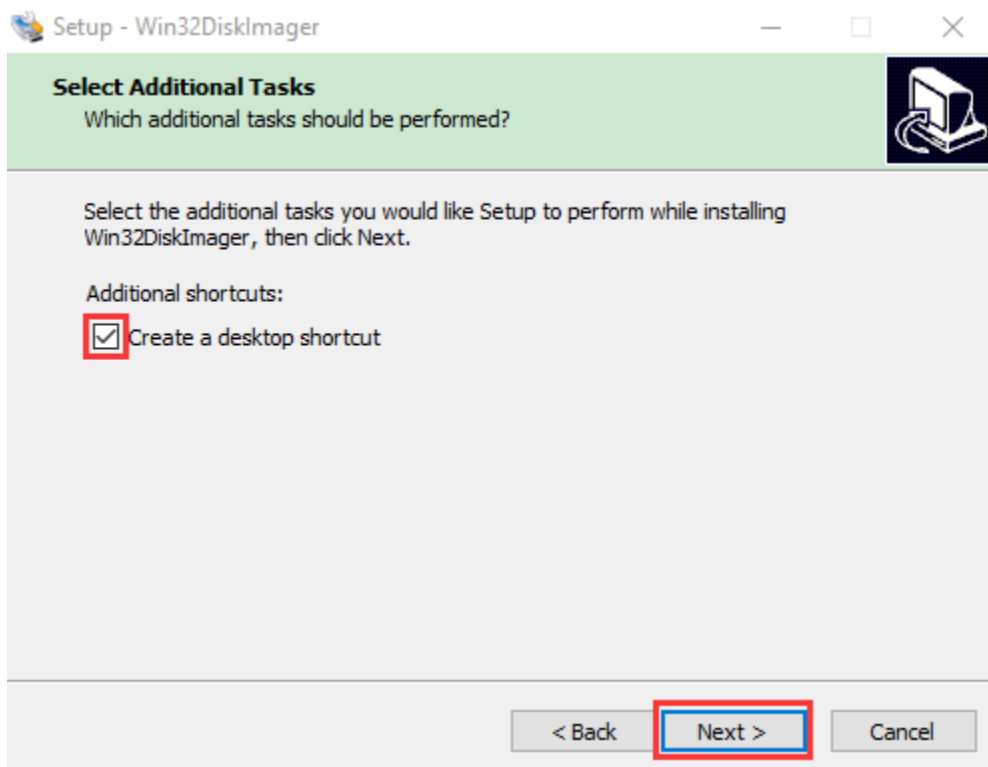 Setup - Win32DiskImager
Select Additional Tasks
Which additional tasks should be performed?
Select the additional tasks you would like Setup to perform while installing
Win32DiskImager, then click Next.
Additional shortcuts:
Create a desktop shortcut
< Back
Next >
Cancel